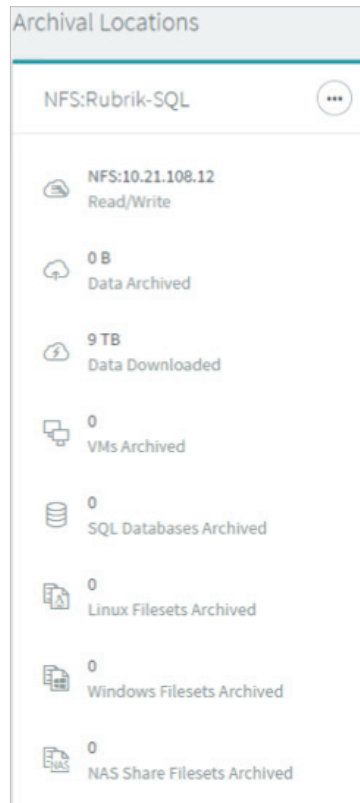 Archival Locations
NFS:Rubrik-SQL
NFS:10.21.108.12
Read/Write
0 B
Data Archived
9 TB
Data Downloaded
0
VMs Archived
0
SQL Databases Archived
0
Linux Filesets Archived
0
Windows Filesets Archived
0
NAS
NAS Share Filesets Archived